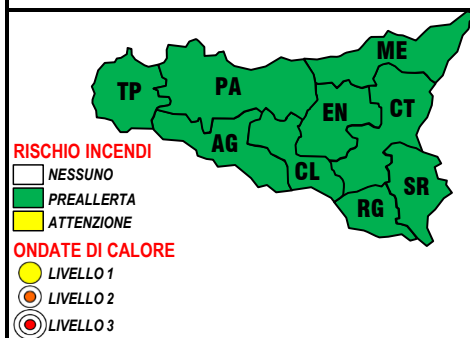 ME
TP
PA
EN
CT
AG
CL
SR
RG
RISCHIO INCENDI
NESSUNO
PREALLERTA
ATTENZIONE
ONDATE DI CALORE
LIVELLO 1
LIVELLO 2
LIVELLO 3